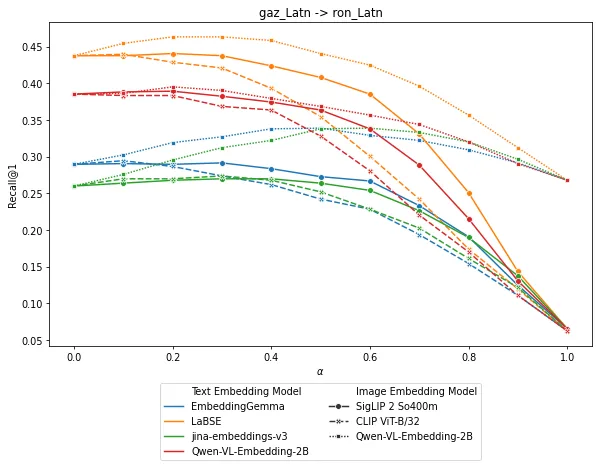 gaz_Latn -> ron_Latn
Recall@1
0.45
0.40
0.35
0.30
0.25
0.20
0.15
0.10
0.05
0.0
0.2
0.4
0.6
0.8
1.0
α
Text Embedding Model
EmbeddingGemma
LaBSE
jina-embeddings-v3
Qwen-VL-Embedding-2B
Image Embedding Model
SigLIP 2 So400m
CLIP ViT-B/32
Qwen-VL-Embedding-2B